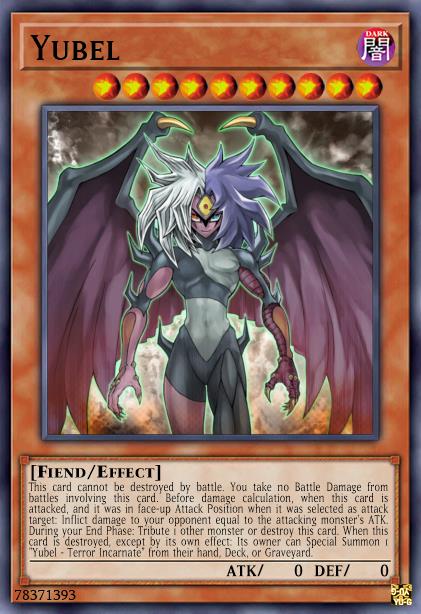 YUBEL
DARK
闇
[FIEND/EFFECT]
This card cannot be destroyed by battle. You take no Battle Damage from
battles involving this card. Before damage calculation, when this card is
attacked, and it was in face-up Attack Position when it was selected as attack
target: Inflict damage to your opponent equal to the attacking monster's ATK.
During your End Phase: Tribute 1 other monster or destroy this card. When this
card is destroyed, except by its own effect: Its owner can Special Summon 1
"Yubel - Terror Incarnate" from their hand, Deck, or Graveyard.
ATK/ 0 DEF/ 0
78371393